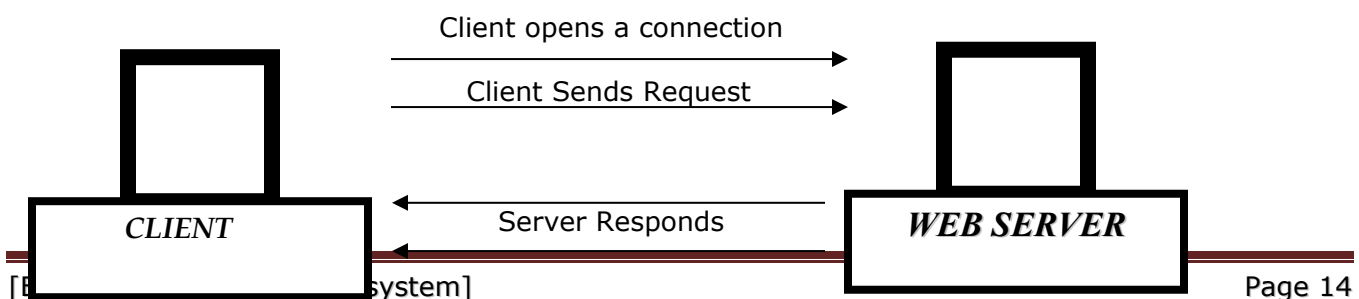 Client opens a connection
Client Sends Request
Server Responds
CLIENT
WEB SERVER
[E system]
Page 14